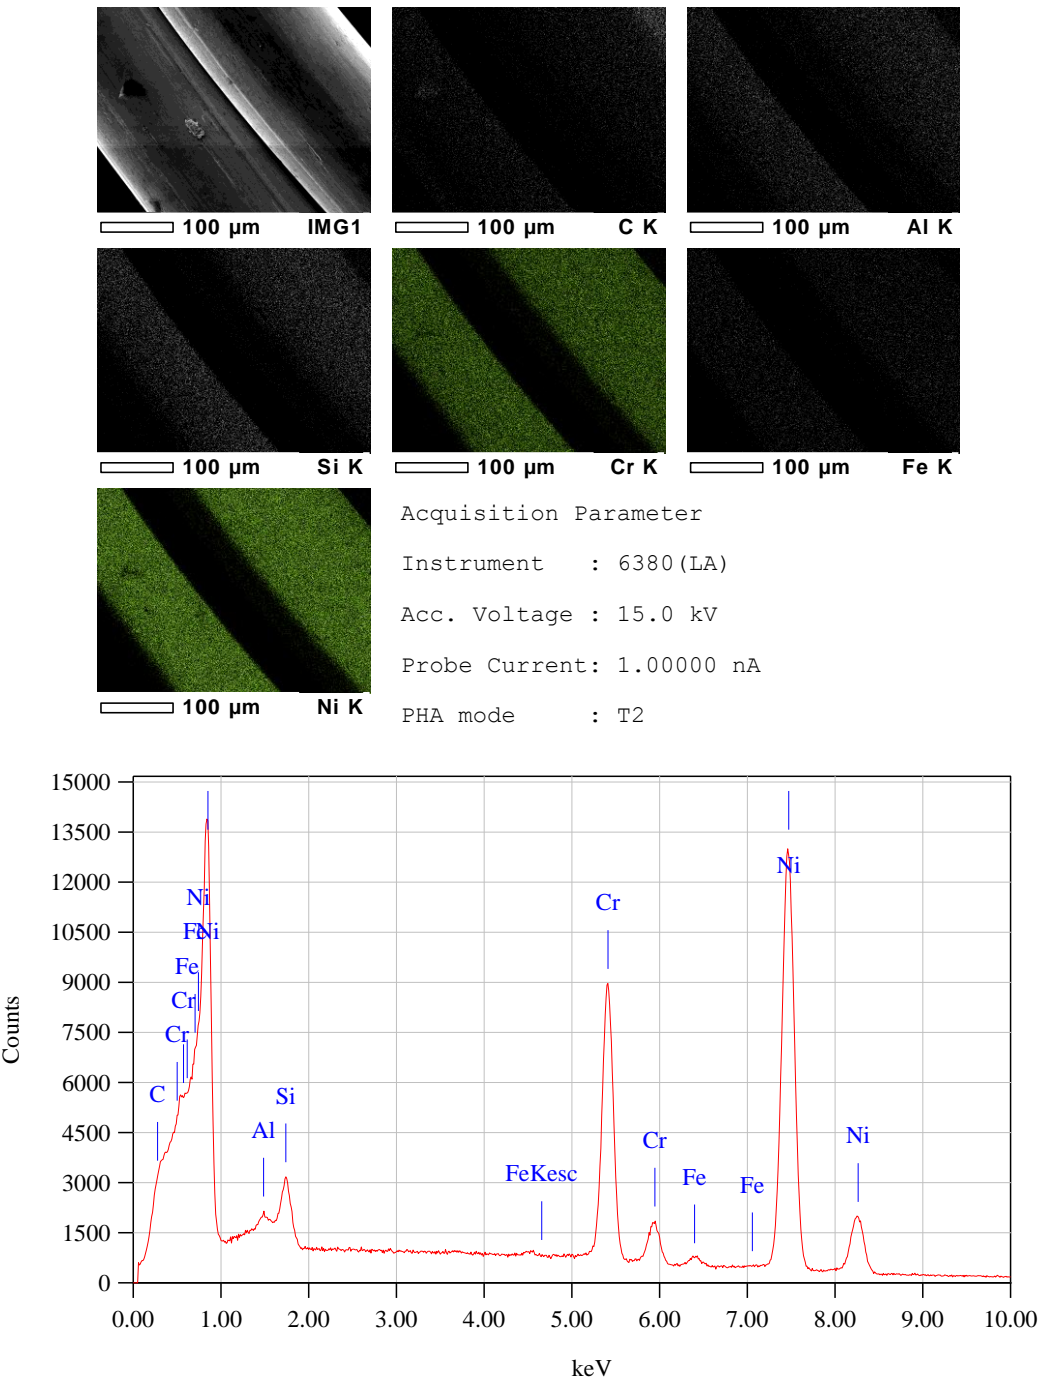 100 µm IMG1
100 µm C K
100 µm Al K
100 µm Si K
100 µm Cr K
100 µm Fe K
100 µm Ni K
Acquisition Parameter
Instrument : 6380(LA)
Acc. Voltage : 15.0 kV
Probe Current: 1.00000 nA
PHA mode : T2
15000
13500
12000
10500
9000
7500
6000
4500
3000
1500
0
Counts
C
Cr
Cr
Fe
Fe
Ni
Ni
Al
Si
FeKesc
Cr
Cr
Fe
Fe
Ni
Ni
0.00 1.00 2.00 3.00 4.00 5.00 6.00 7.00 8.00 9.00 10.00
keV